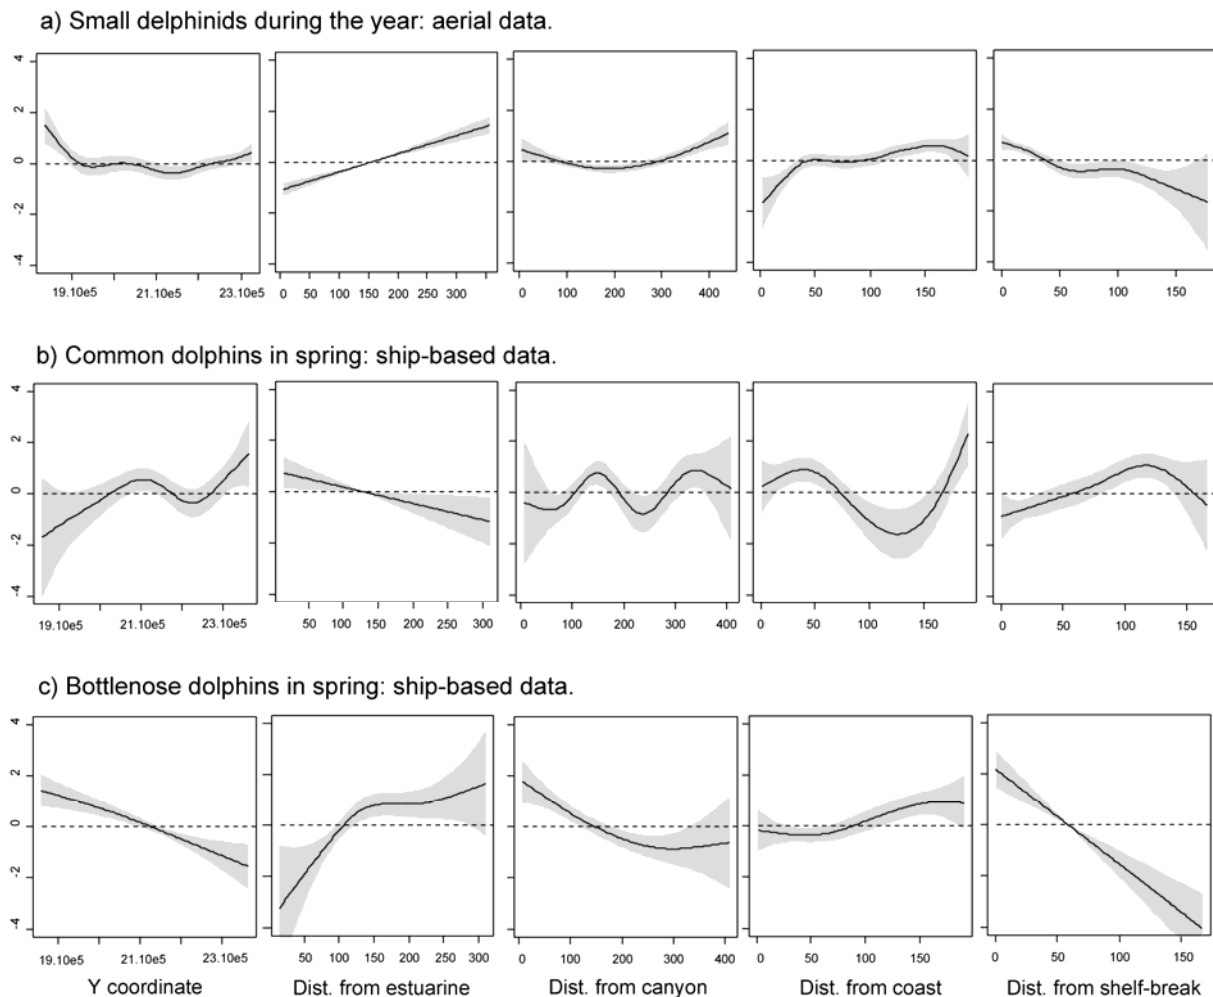 a) Small delphinids during the year: aerial data.
4
2
0
-2
-4
19.10e5 21.10e5 23.10e5
0 50 100 150 200 250 300
0 100 200 300 400
0 50 100 150
0 50 100 150
b) Common dolphins in spring: ship-based data.
4
2
0
-2
-4
19.10e5 21.10e5 23.10e5
50 100 150 200 250 300
0 100 200 300 400
0 50 100 150
0 50 100 150
c) Bottlenose dolphins in spring: ship-based data.
4
2
0
-2
-4
19.10e5 21.10e5 23.10e5
50 100 150 200 250 300
0 100 200 300 400
0 50 100 150
0 50 100 150
Y coordinate Dist. from estuarine Dist. from canyon Dist. from coast Dist. from shelf-break